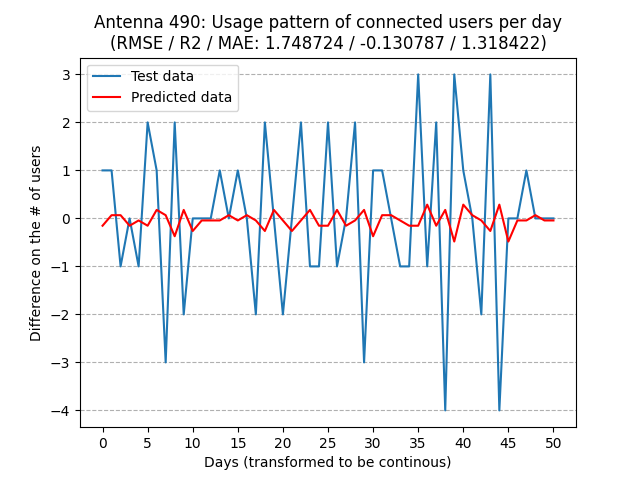 Antenna 490: Usage pattern of connected users per day
(RMSE / R2 / MAE: 1.748724 / -0.130787 / 1.318422)
Test data
Predicted data
Difference on the # of users
3
2
1
0
−1
−2
−3
−4
0 5 10 15 20 25 30 35 40 45 50
Days (transformed to be continous)